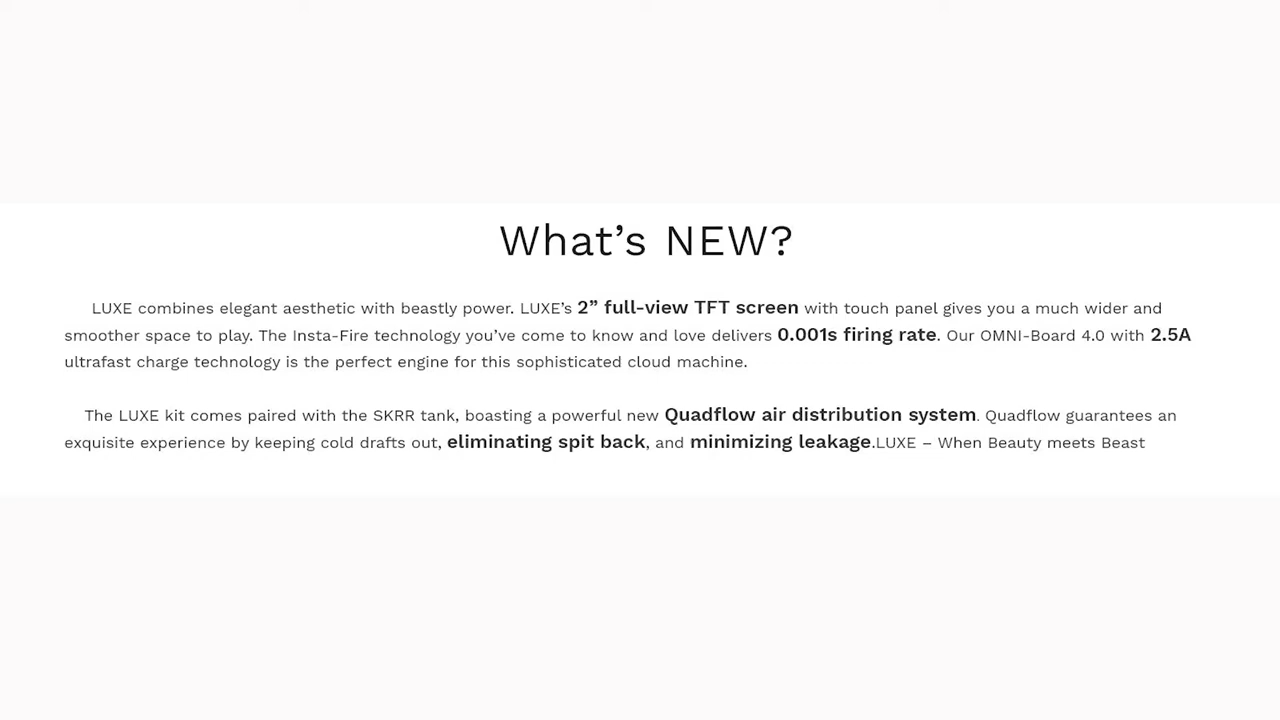 What’s NEW?
LUXE combines elegant aesthetic with beastly power. LUXE’s 2” full-view TFT screen with touch panel gives you a much wider and
smoother space to play. The Insta-Fire technology you’ve come to know and love delivers 0.001s firing rate. Our OMNI-Board 4.0 with 2.5A
ultrafast charge technology is the perfect engine for this sophisticated cloud machine.
The LUXE kit comes paired with the SKRR tank, boasting a powerful new Quadflow air distribution system. Quadflow guarantees an
exquisite experience by keeping cold drafts out, eliminating spit back, and minimizing leakage.LUXE – When Beauty meets Beast